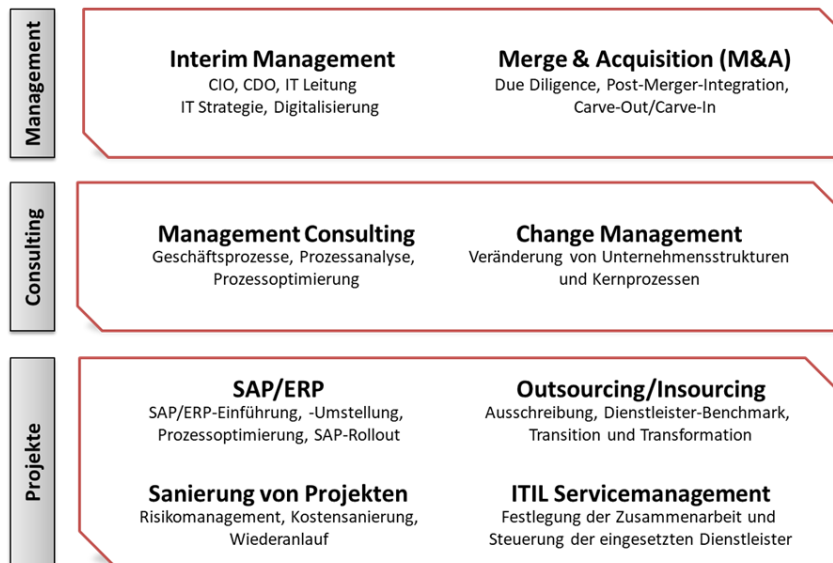 Management
Interim Management
CIO, CDO, IT Leitung
IT Strategie, Digitalisierung
Merge & Acquisition (M&A)
Due Diligence, Post-Merger-Integration,
Carve-Out/Carve-In
Consulting
Management Consulting
Geschäftsprozesse, Prozessanalyse,
Prozessoptimierung
Change Management
Veränderung von Unternehmensstrukturen
und Kernprozessen
Projekte
SAP/ERP
SAP/ERP-Einführung, -Umstellung,
Prozessoptimierung, SAP-Rollout
Outsourcing/Insourcing
Ausschreibung, Dienstleister-Benchmark,
Transition und Transformation
Sanierung von Projekten
Risikomanagement, Kostensanierung,
Wiederanlauf
ITIL Servicemanagement
Festlegung der Zusammenarbeit und
Steuerung der eingesetzten Dienstleister